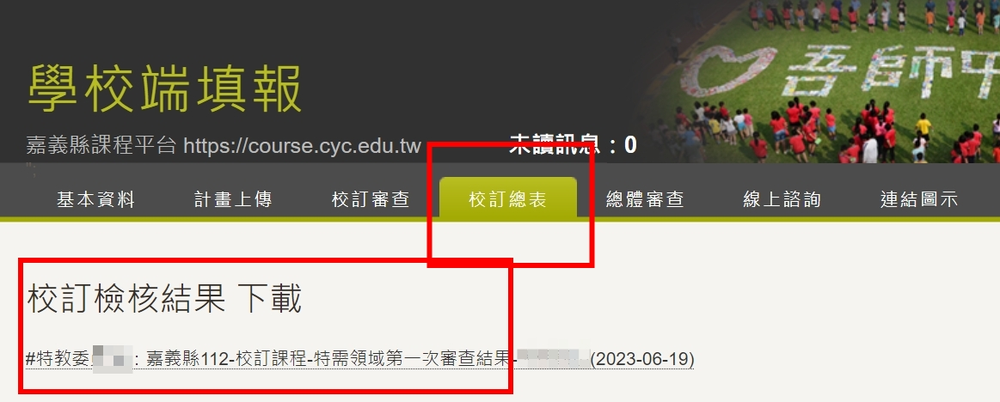 吾師
學校端填報
嘉義縣課程平台 https://course.cyc.edu.tw
未讀訊息：0
";
基本資料 計畫上傳 校訂審查 校訂總表 總體審查 線上諮詢 連結圖示
校訂檢核結果 下載
#特教委 : 嘉義縣112-校訂課程-特需領域第一次審查結果- (2023-06-19)